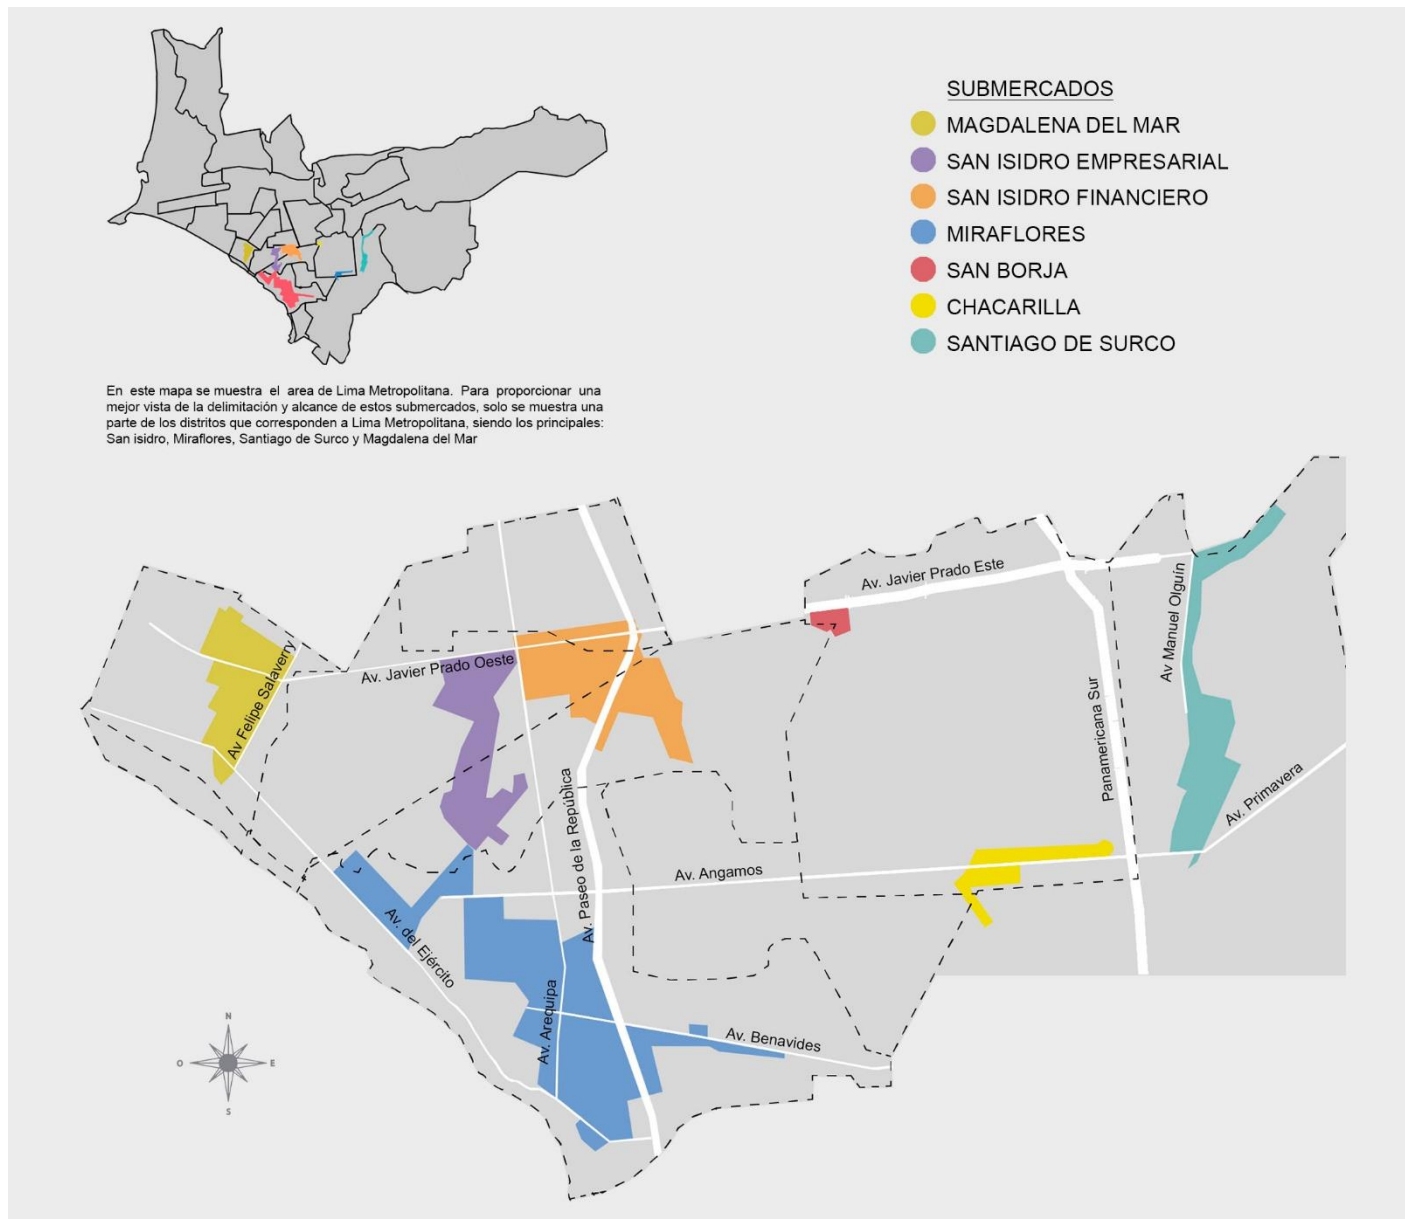 SUBMERCADOS
MAGDALENA DEL MAR
SAN ISIDRO EMPRESARIAL
SAN ISIDRO FINANCIERO
MIRAFLORES
SAN BORJA
CHACARILLA
SANTIAGO DE SURCO
En este mapa se muestra el area de Lima Metropolitana. Para proporcionar una
mejor vista de la delimitación y alcance de estos submercados, solo se muestra una
parte de los distritos que corresponden a Lima Metropolitana, siendo los principales:
San isidro, Miraflores, Santiago de Surco y Magdalena del Mar
Av. Javier Prado Este
Av Manuel Olguín
Av Felipe Salaverry
Av. Javier Prado Oeste
Panamericana Sur
Av. Primavera
Av. Paseo de la República
Av. Angamos
Av. del Ejército
Av. Arequipa
Av. Benavides
N
O
E
S